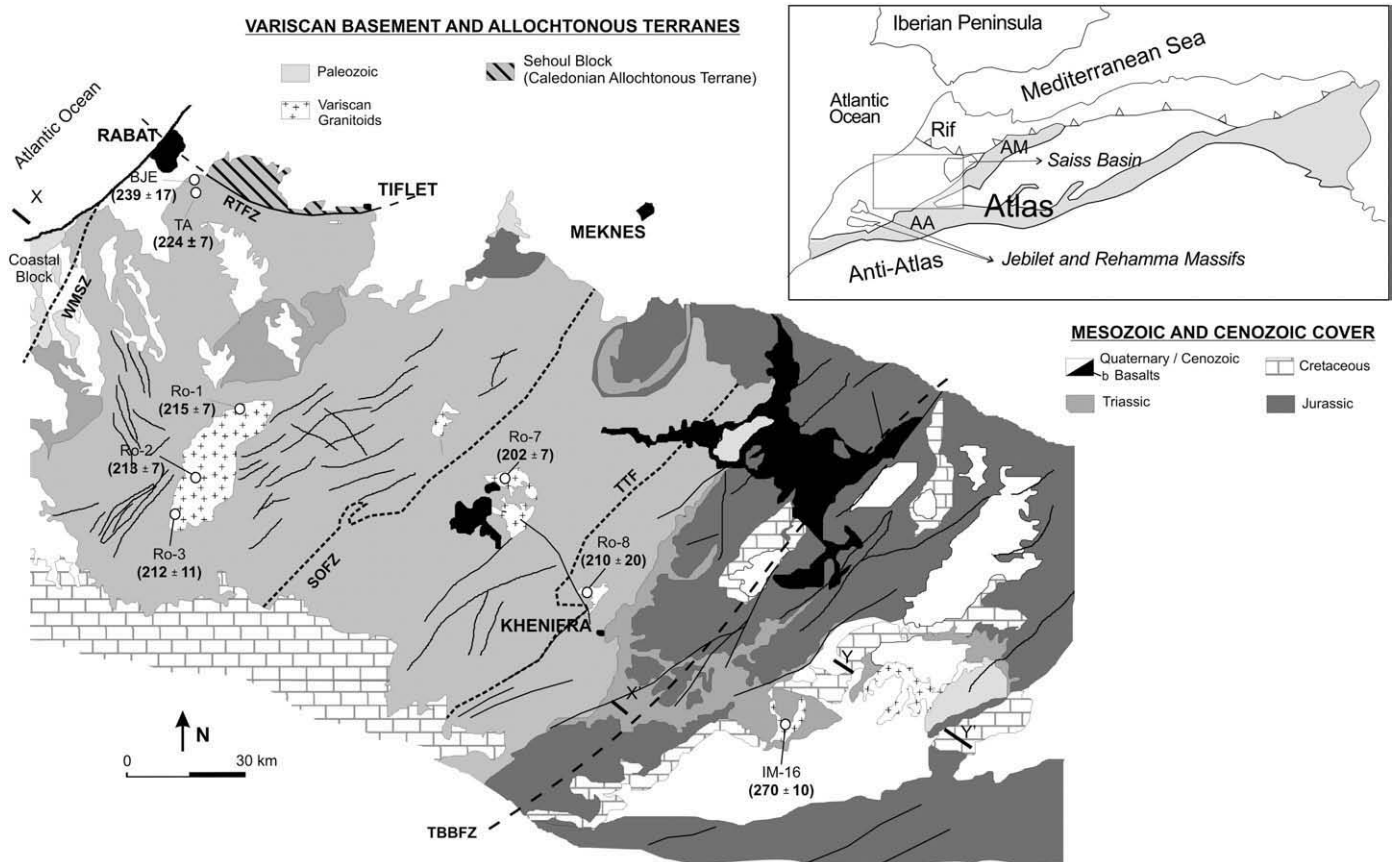 VARISCAN BASEMENT AND ALLOCHTONOUS TERRANES
Paleozoic
Sehoul Block
(Caledonian Allochtonous Terrane)
Variscan
Granitoids
Iberian Peninsula
Mediterranean Sea
Atlantic
Ocean
Rif
AM
Saiss Basin
Atlas
AA
Anti-Atlas
Jebilet and Rehamma Massifs
MESOZOIC AND CENOZOIC COVER
Quaternary / Cenozoic
b Basalts
Cretaceous
Triassic
Jurassic
Atlantic Ocean
RABAT
X
BJE
(239 ± 17)
TA
(224 ± 7)
RTFZ
TIFLET
MEKNES
Coastal
Block
WMSZ
Ro-1
(215 ± 7)
Ro-2
(213 ± 7)
Ro-3
(212 ± 11)
Ro-7
(202 ± 7)
TTF
SOFZ
Ro-8
(210 ± 20)
KHENIFRA
X'
Y
Y'
IM-16
(270 ± 10)
TBBFZ
N
0 30 km